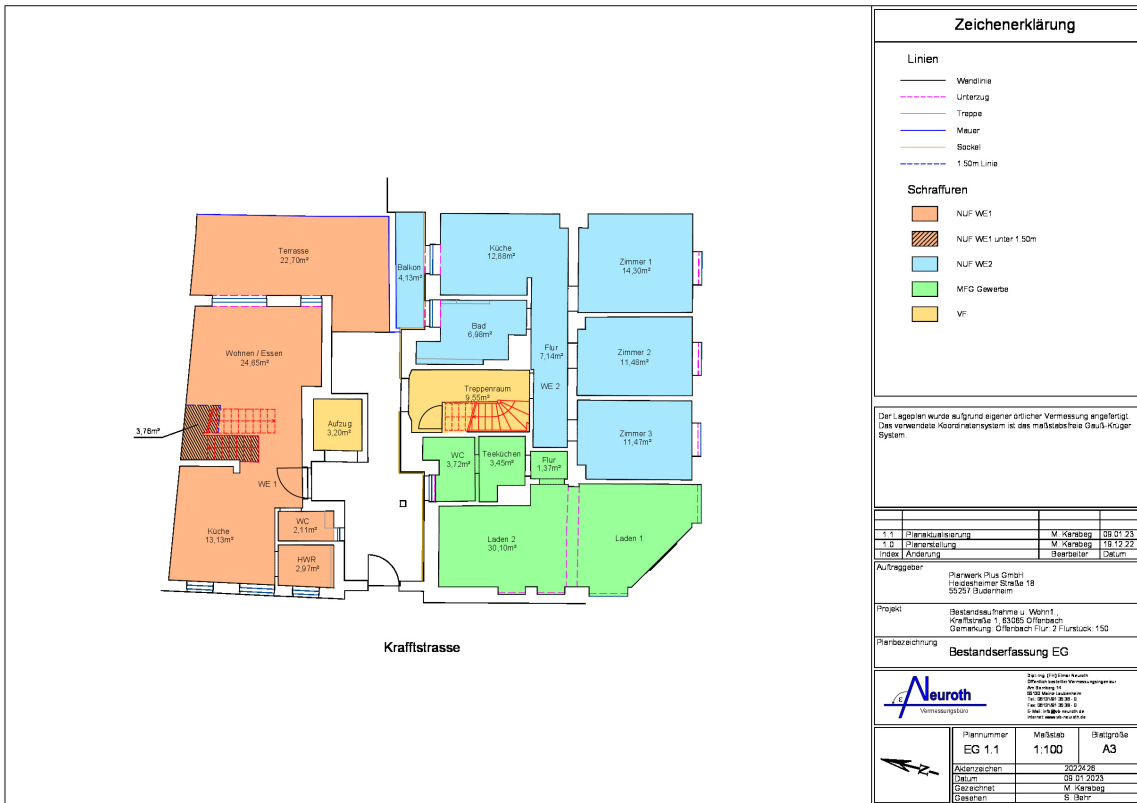 Zeichenerklärung
Linien
Wandlinie
Unterzug
Treppe
Mauer
Sockel
1.50m Linie
Schraffuren
NUF WE1
NUF WE1 unter 1.50m
NUF WE2
MFG Gewerbe
VF
Terrasse
22,70m²
Balkon
4,13m²
Küche
12,88m²
Zimmer 1
14,30m²
Bad
6,98m²
Wohnen / Essen
24,65m²
Flur
7,14m²
WE 2
Zimmer 2
11,48m²
Treppenraum
9,55m²
3,76m²
Aufzug
3,20m²
Zimmer 3
11,47m²
WC
3,72m²
Teeküchen
3,45m²
Flur
1,37m²
WE 1
Küche
13,13m²
WC
2,11m²
HWR
2,97m²
Laden 2
30,10m²
Laden 1
Krafftstrasse
Der Lageplan wurde aufgrund eigener örtlicher Vermessung angefertigt.
Das verwendete Koordinatensystem ist das maßstabsfreie Gauß-Krüger
System.
1.1 Planaktualisierung M. Karabeg 09.01.23
1.0 Planerstellung M. Karabeg 19.12.22
Index Änderung Bearbeiter Datum
Auftraggeber
Planwerk Plus GmbH
Heidesheimer Straße 18
55257 Budenheim
Projekt
Bestandsaufnahme u. Wohnfl.,
Krafftstraße 1, 63065 Offenbach
Gemarkung: Offenbach Flur: 2 Flurstück: 150
Planbezeichnung
Bestandserfassung EG
Neuroth
Vermessungsbüro
Dipl.-Ing. (FH) Elmar Neuroth
Öffentlich bestellter Vermessungsingenieur
Plannummer Maßstab Blattgröße
EG 1.1 1:100 A3
Aktenzeichen 2022426
Datum 09.01.2023
Gezeichnet M. Karabeg
Gesehen S. Behr
N